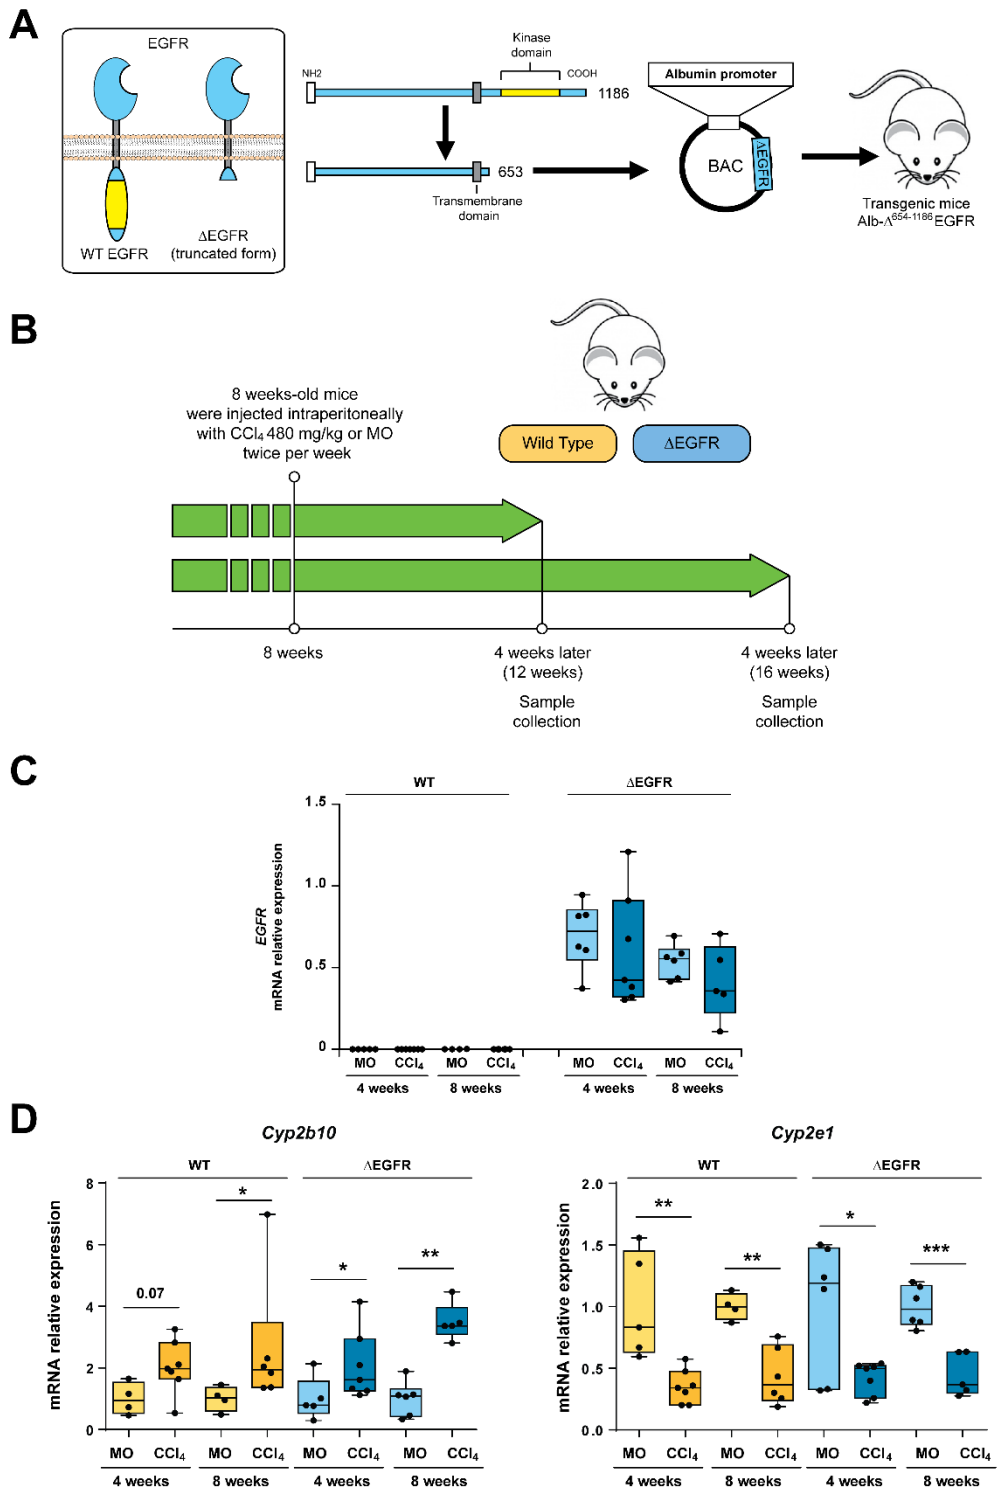 A
EGFR
WT EGFR
ΔEGFR
(truncated form)
Kinase
domain
NH2
COOH
1186
653
Transmembrane
domain
Albumin promoter
BAC
ΔEGFR
Transgenic mice
Alb-Δ654-1186EGFR
B
8 weeks-old mice
were injected intraperitoneally
with CCl4 480 mg/kg or MO
twice per week
Wild Type
ΔEGFR
8 weeks
4 weeks later
(12 weeks)
Sample
collection
4 weeks later
(16 weeks)
Sample
collection
C
WT
ΔEGFR
EGFR
mRNA relative expression
1.5
1.0
0.5
0
MO CCl4 MO CCl4 MO CCl4 MO CCl4
4 weeks 8 weeks 4 weeks 8 weeks
D
Cyp2b10
WT
ΔEGFR
mRNA relative expression
8
6
4
2
0
0.07
*
*
**
MO CCl4 MO CCl4 MO CCl4 MO CCl4
4 weeks 8 weeks 4 weeks 8 weeks
Cyp2e1
WT
ΔEGFR
mRNA relative expression
2.0
1.5
1.0
0.5
0.0
**
**
*
***
MO CCl4 MO CCl4 MO CCl4 MO CCl4
4 weeks 8 weeks 4 weeks 8 weeks